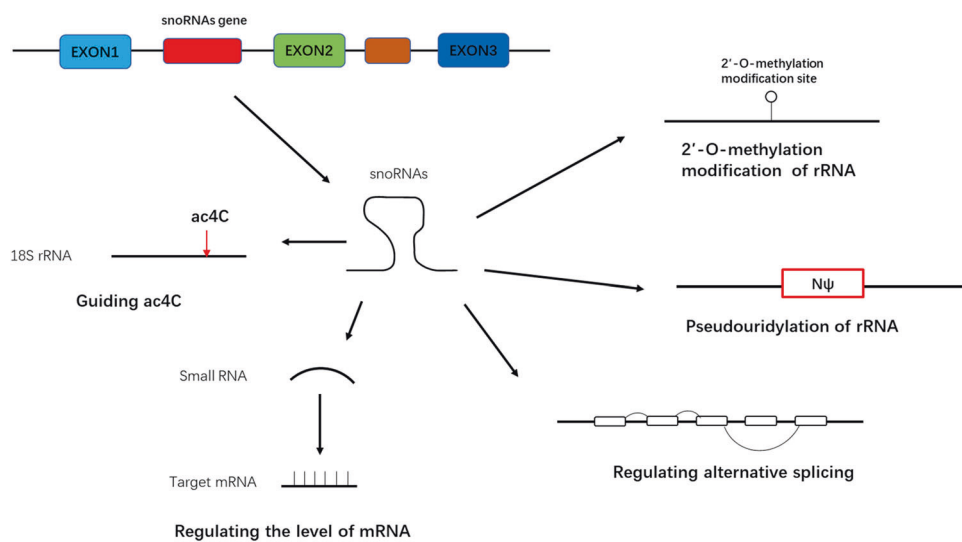 snoRNAs gene
EXON1
EXON2
EXON3
2′-O-methylation
modification site
2′-O-methylation
modification of rRNA
snoRNAs
ac4C
18S rRNA
Guiding ac4C
Nψ
Pseudouridylation of rRNA
Small RNA
Target mRNA
Regulating the level of mRNA
Regulating alternative splicing